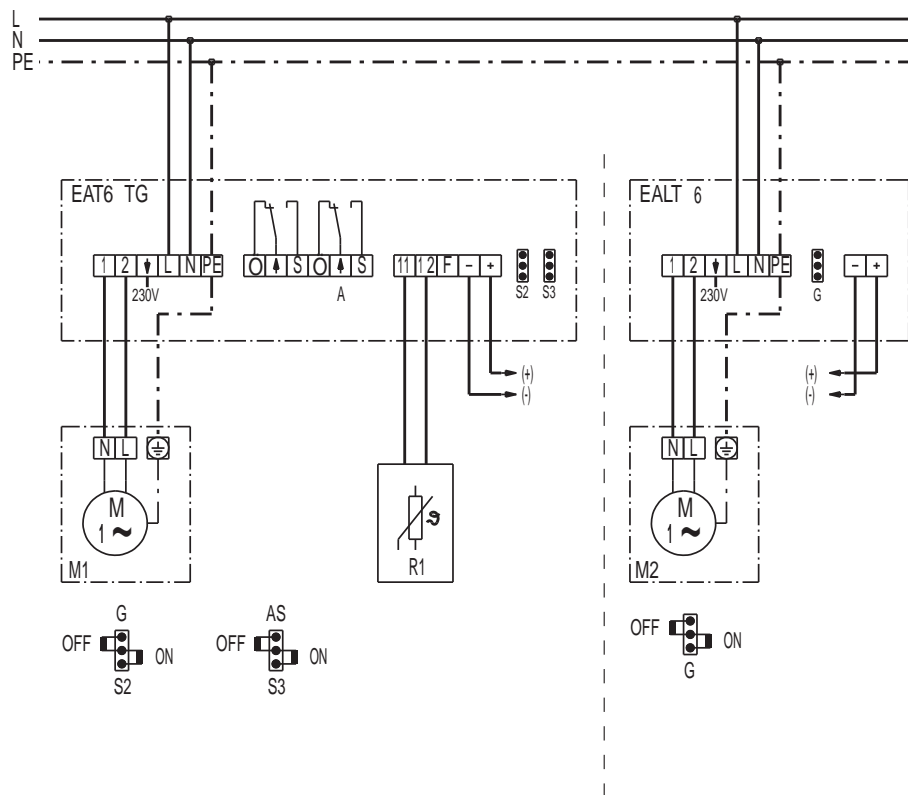 L
N
PE
EAT6 TG
EALT 6
1 2 L N PE
O S O S
11 12 F - +
S2 S3
1 2 L N PE
G
- +
230V
A
230V
(+)
(-)
(+)
(-)
N L
N L
M
1 ~
M1
ϑ
R1
M
1 ~
M2
G
OFF
ON
S2
AS
OFF
ON
S3
OFF
ON
G